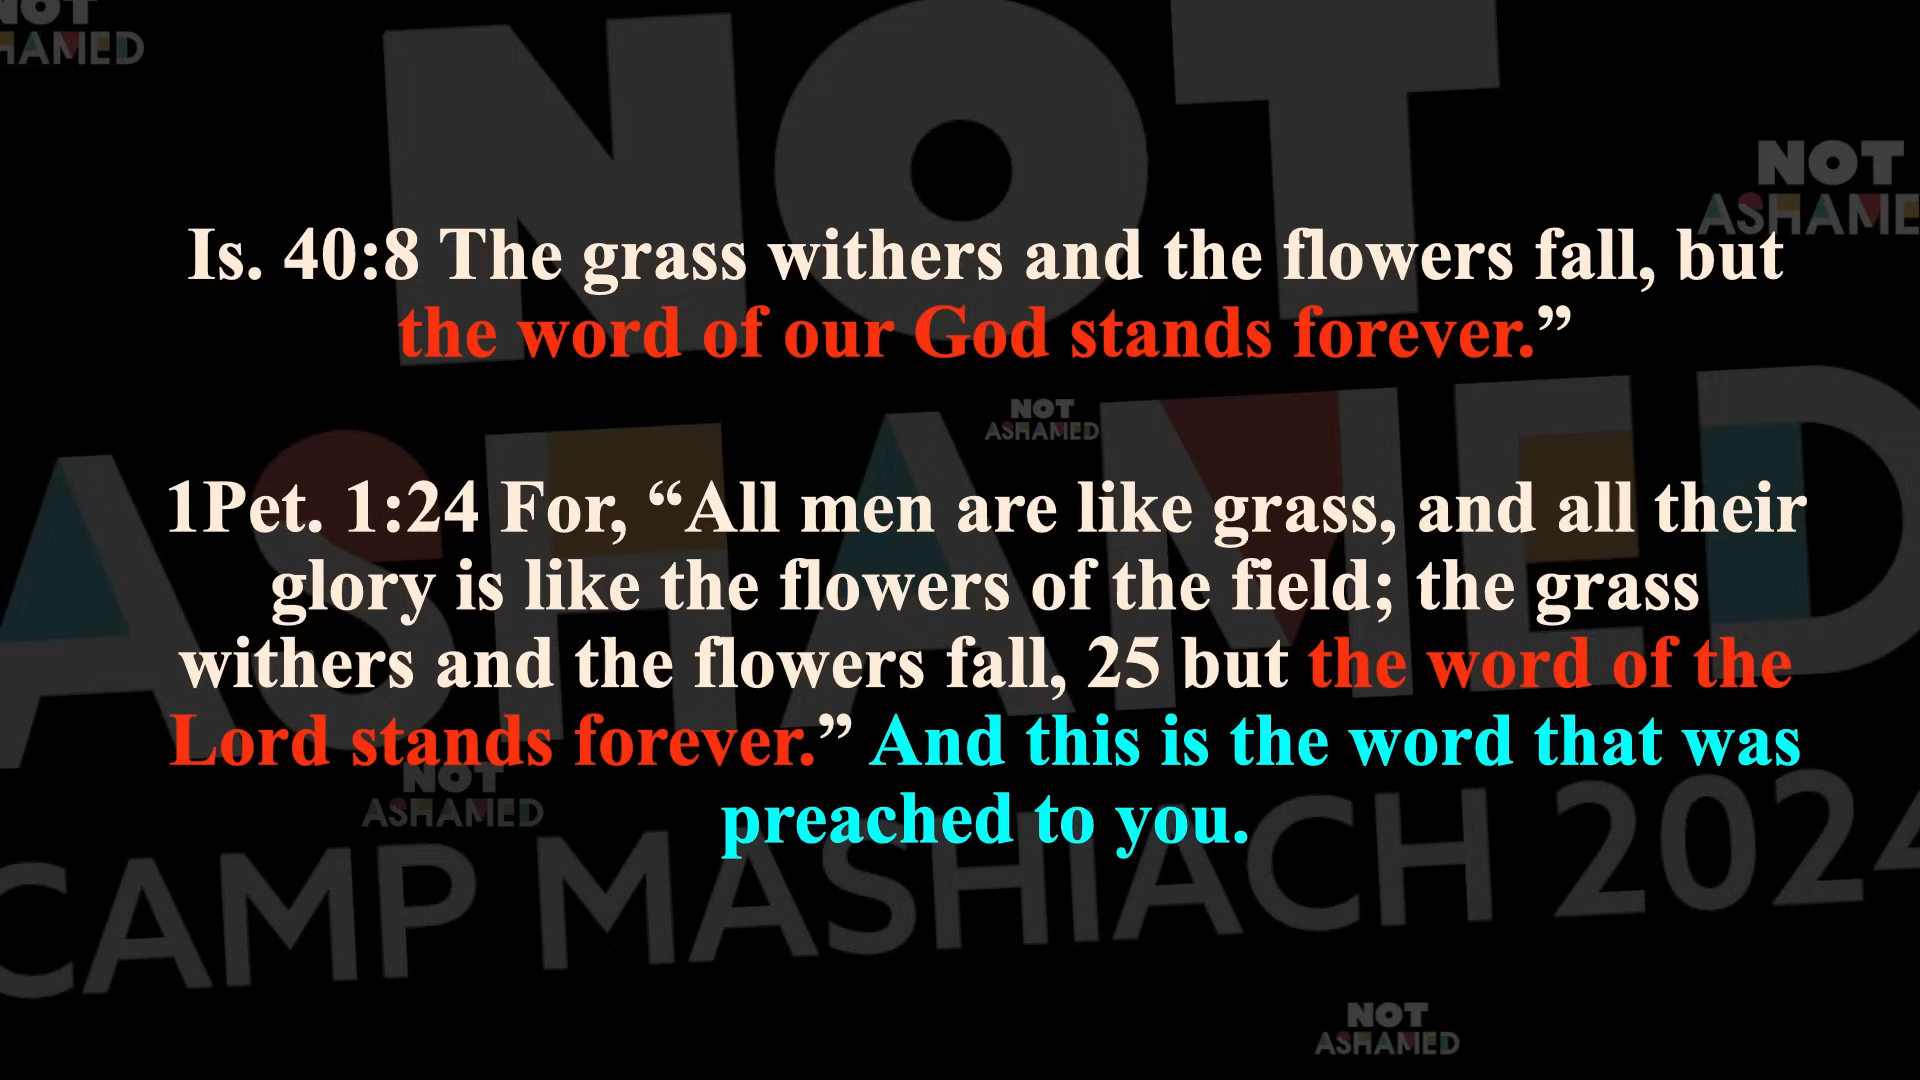 NOT
HAMED
NOT
NOT
ASHAME
Is. 40:8 The grass withers and the flowers fall, but
the word of our God stands forever.”
NOT
ASHAMED
ASHAMED
1Pet. 1:24 For, “All men are like grass, and all their
glory is like the flowers of the field; the grass
withers and the flowers fall, 25 but the word of the
Lord stands forever.” And this is the word that was
preached to you.
NOT
ASHAMED
CAMP MASHIACH 2024
NOT
ASHAMED